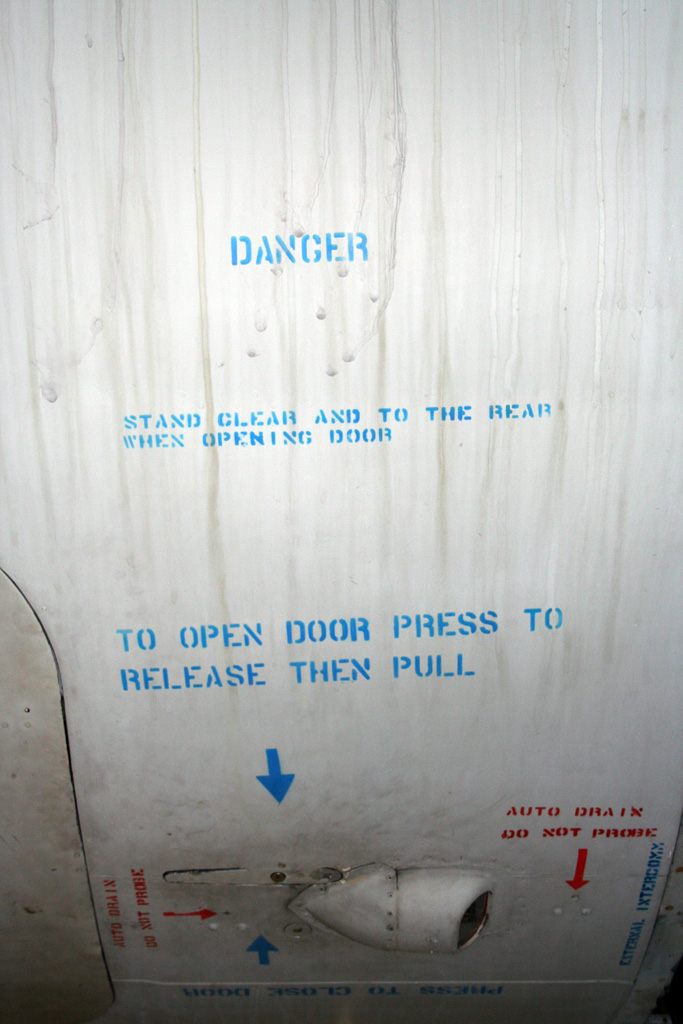 DANGER
STAND CLEAR AND TO THE REAR
WHEN OPENING DOOR
TO OPEN DOOR PRESS TO
RELEASE THEN PULL
AUTO DRAIN
DO NOT PROBE
AUTO DRAIN
DO NOT PROBE
EXTERNAL INTERCOMM
PRESS TO CLOSE DOOR